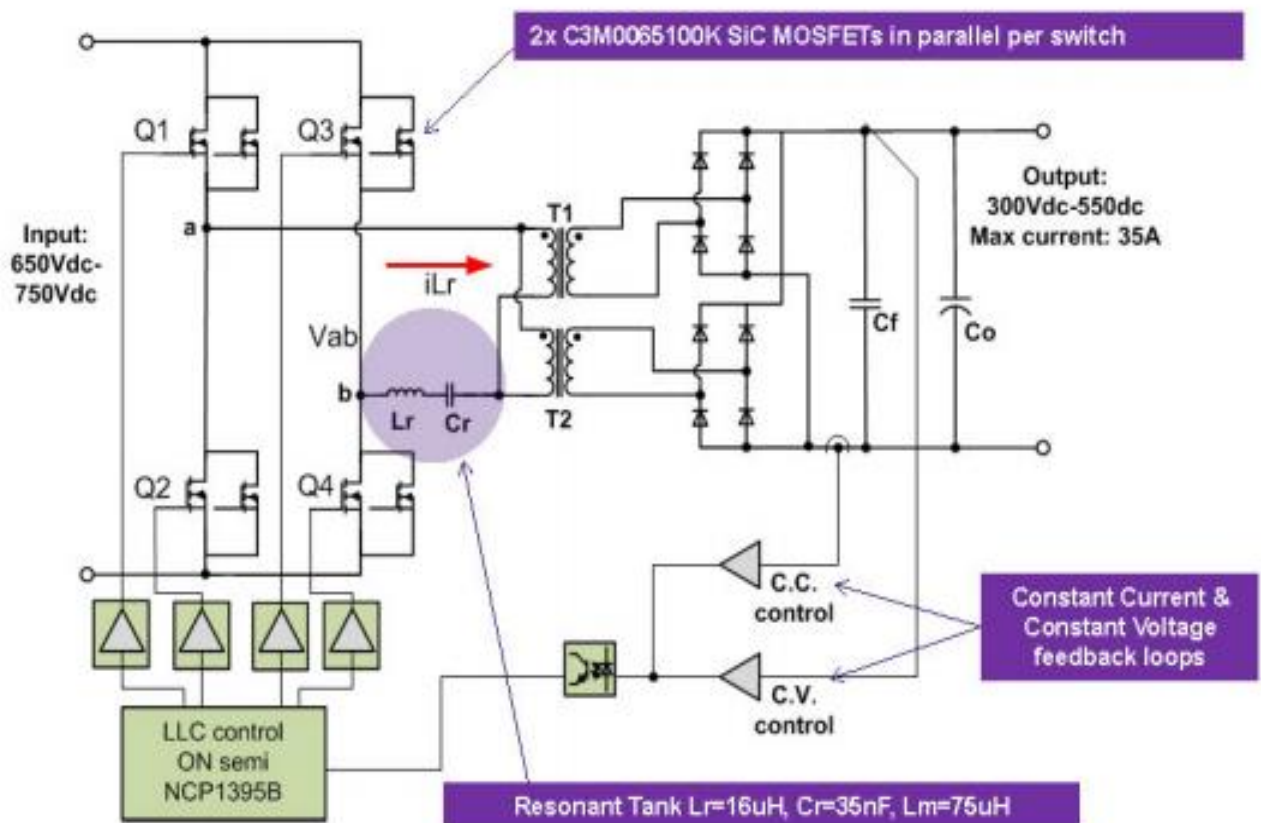 2x C3M0065100K SiC MOSFETs in parallel per switch
Q1
Q3
Input:
650Vdc-
750Vdc
a
T1
Output:
300Vdc-550dc
Max current: 35A
iLr
Vab
Cf
Co
b
Lr
Cr
T2
Q2
Q4
C.C.
control
Constant Current &
Constant Voltage
feedback loops
C.V.
control
LLC control
ON semi
NCP1395B
Resonant Tank Lr=16uH, Cr=35nF, Lm=75uH